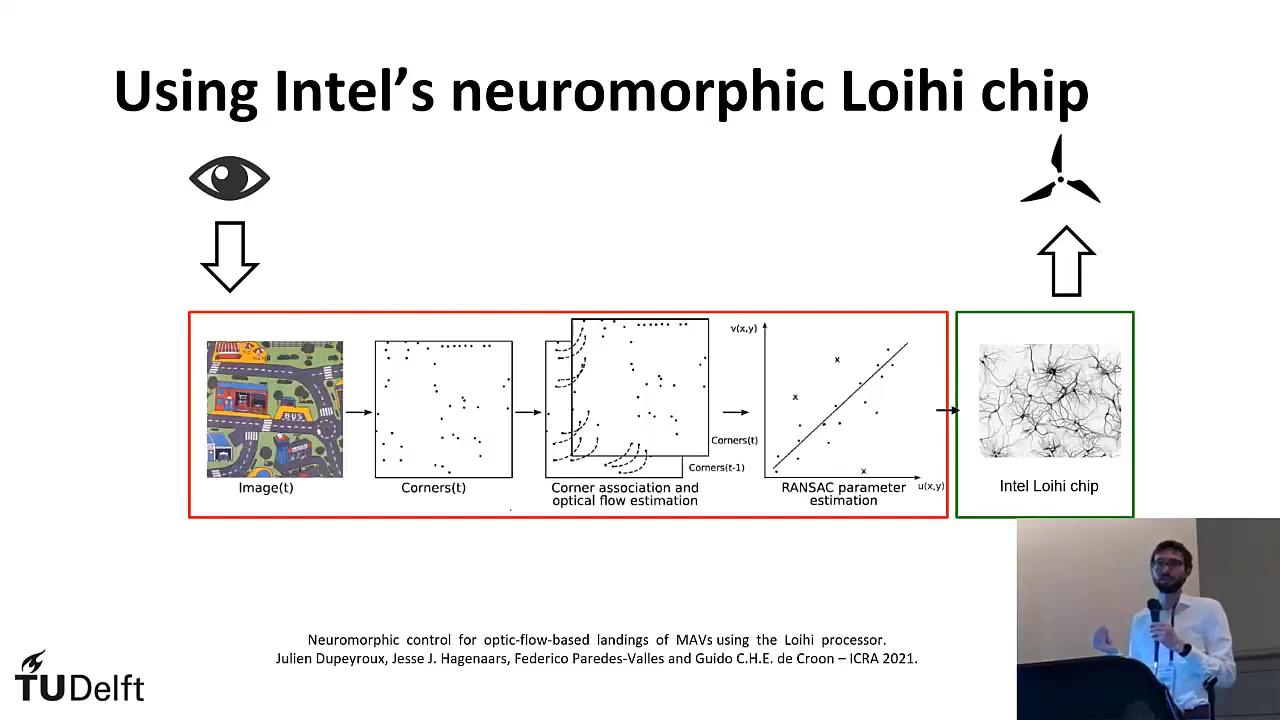 Using Intel’s neuromorphic Loihi chip
BUS
v(x,y)
x
x
x
Corners(t)
Corners(t-1)
u(x,y)
Image(t)
Corners(t)
Corner association and
optical flow estimation
RANSAC parameter
estimation
Intel Loihi chip
Neuromorphic control for optic-flow-based landings of MAVs using the Loihi processor.
Julien Dupeyroux, Jesse J. Hagenaars, Federico Paredes-Valles and Guido C.H.E. de Croon – ICRA 2021.
TUDelft